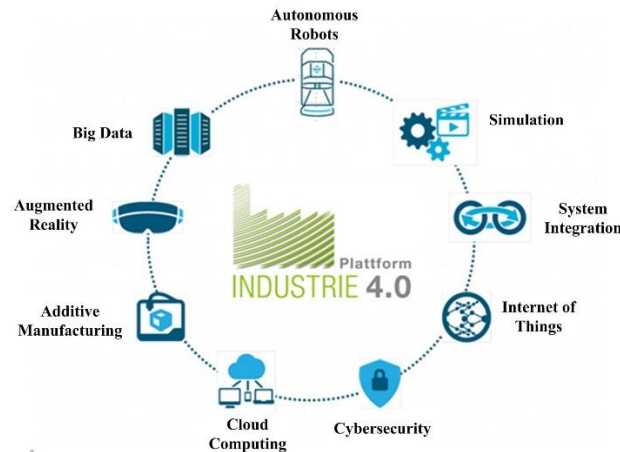 Autonomous
Robots
Simulation
System
Integration
Internet of
Things
Cybersecurity
Cloud
Computing
Additive
Manufacturing
Augmented
Reality
Big Data
Plattform
INDUSTRIE 4.0